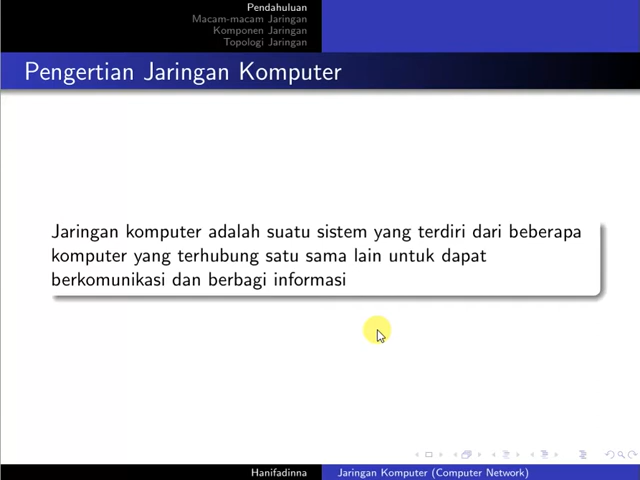 Pendahuluan
Macam-macam Jaringan
Komponen Jaringan
Topologi Jaringan
Pengertian Jaringan Komputer
Jaringan komputer adalah suatu sistem yang terdiri dari beberapa
komputer yang terhubung satu sama lain untuk dapat
berkomunikasi dan berbagi informasi
Hanifadinna
Jaringan Komputer (Computer Network)